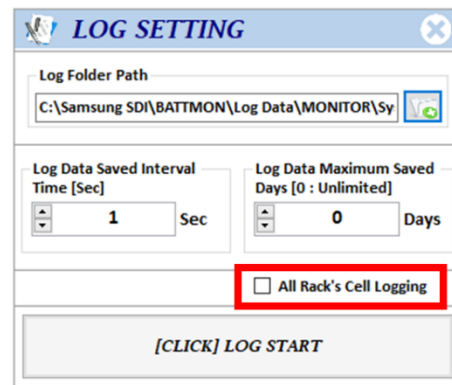 LOG SETTING
Log Folder Path
C:\Samsung SDI\BATTMON\Log Data\MONITOR\Sy
Log Data Saved Interval
Time [Sec]
1 Sec
Log Data Maximum Saved
Days [0 : Unlimited]
0 Days
All Rack's Cell Logging
[CLICK] LOG START